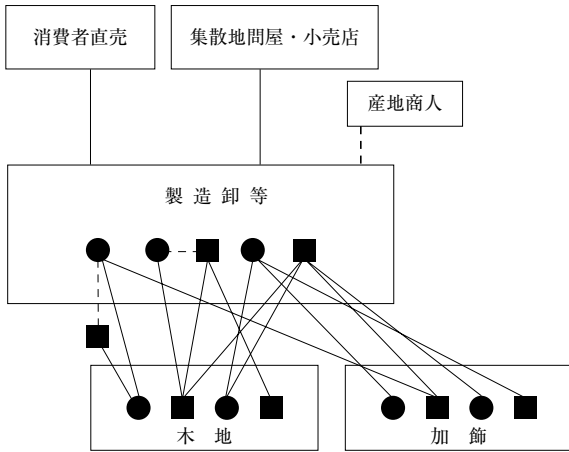 消費者直売
集散地問屋・小売店
産地商人
製造卸等
木地
加飾